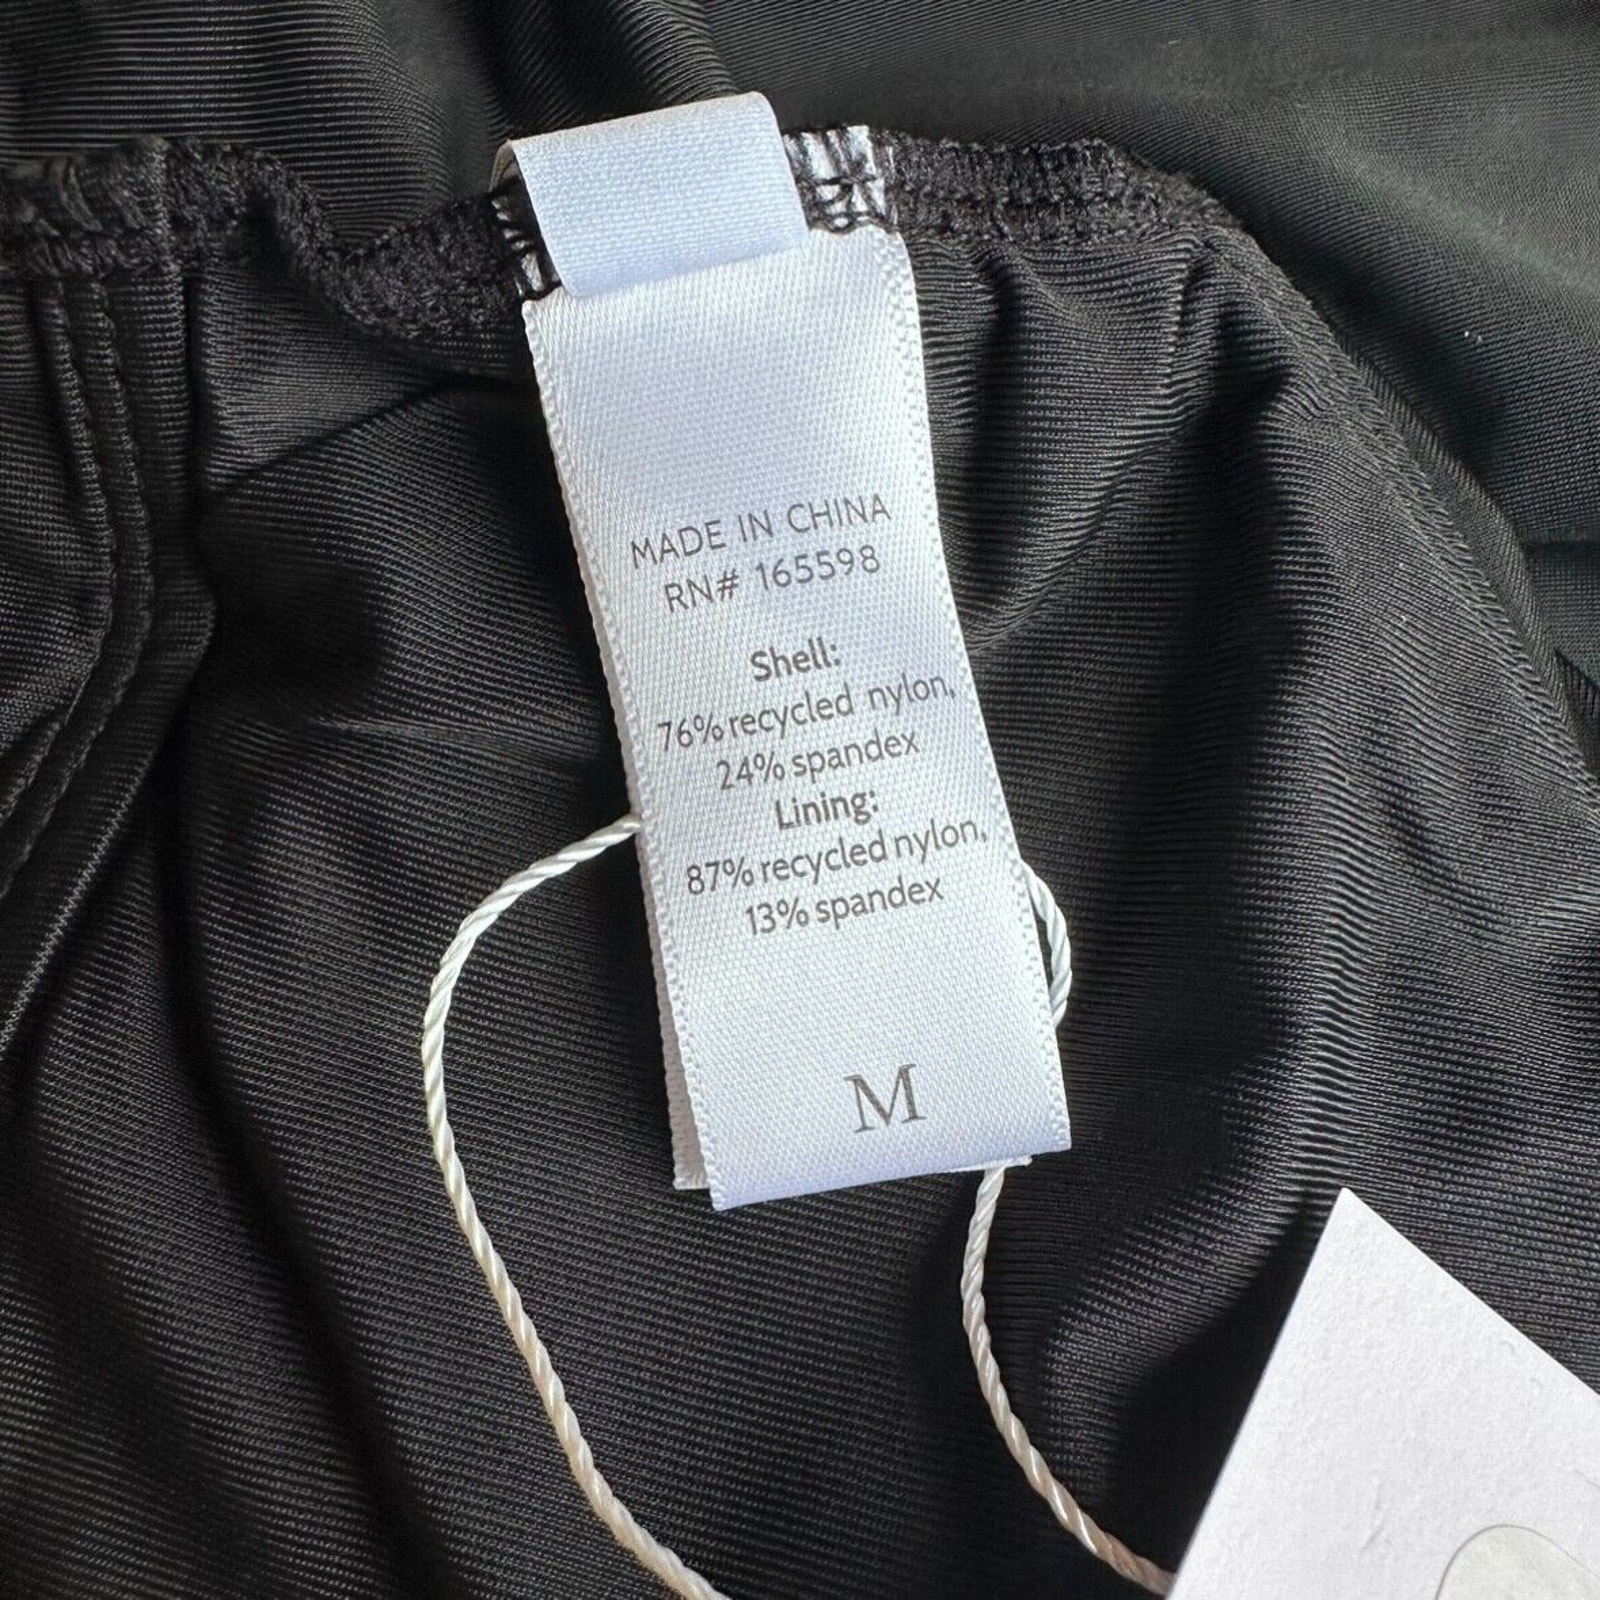 MADE IN CHINA
RN# 165598
Shell:
76% recycled nylon,
24% spandex
Lining:
87% recycled nylon,
13% spandex
M